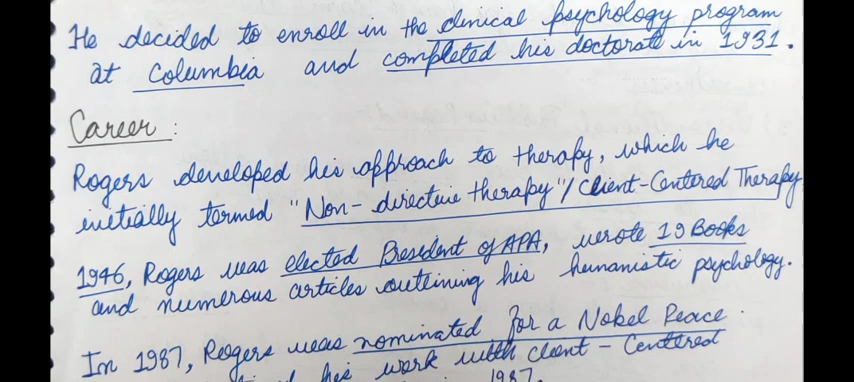 He decided to enroll in the clinical psychology program
at Columbia and completed his doctorate in 1931.
Career :
Rogers developed his approach to therapy, which he
initially termed "Non-directive therapy"/Client-Centered Therapy
1946, Rogers was elected President of APA, wrote 19 Books
and numerous articles outlining his humanistic psychology.
In 1987, Rogers was nominated for a Nobel Peace
his work with client-Centered
1987.